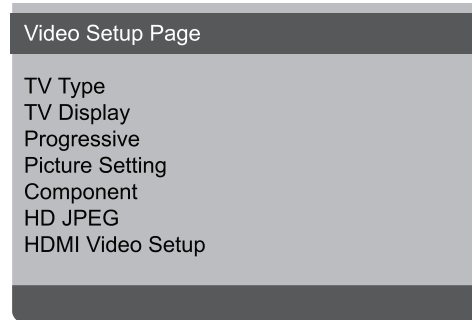 Video Setup Page
TV Type
TV Display
Progressive
Picture Setting
Component
HD JPEG
HDMI Video Setup